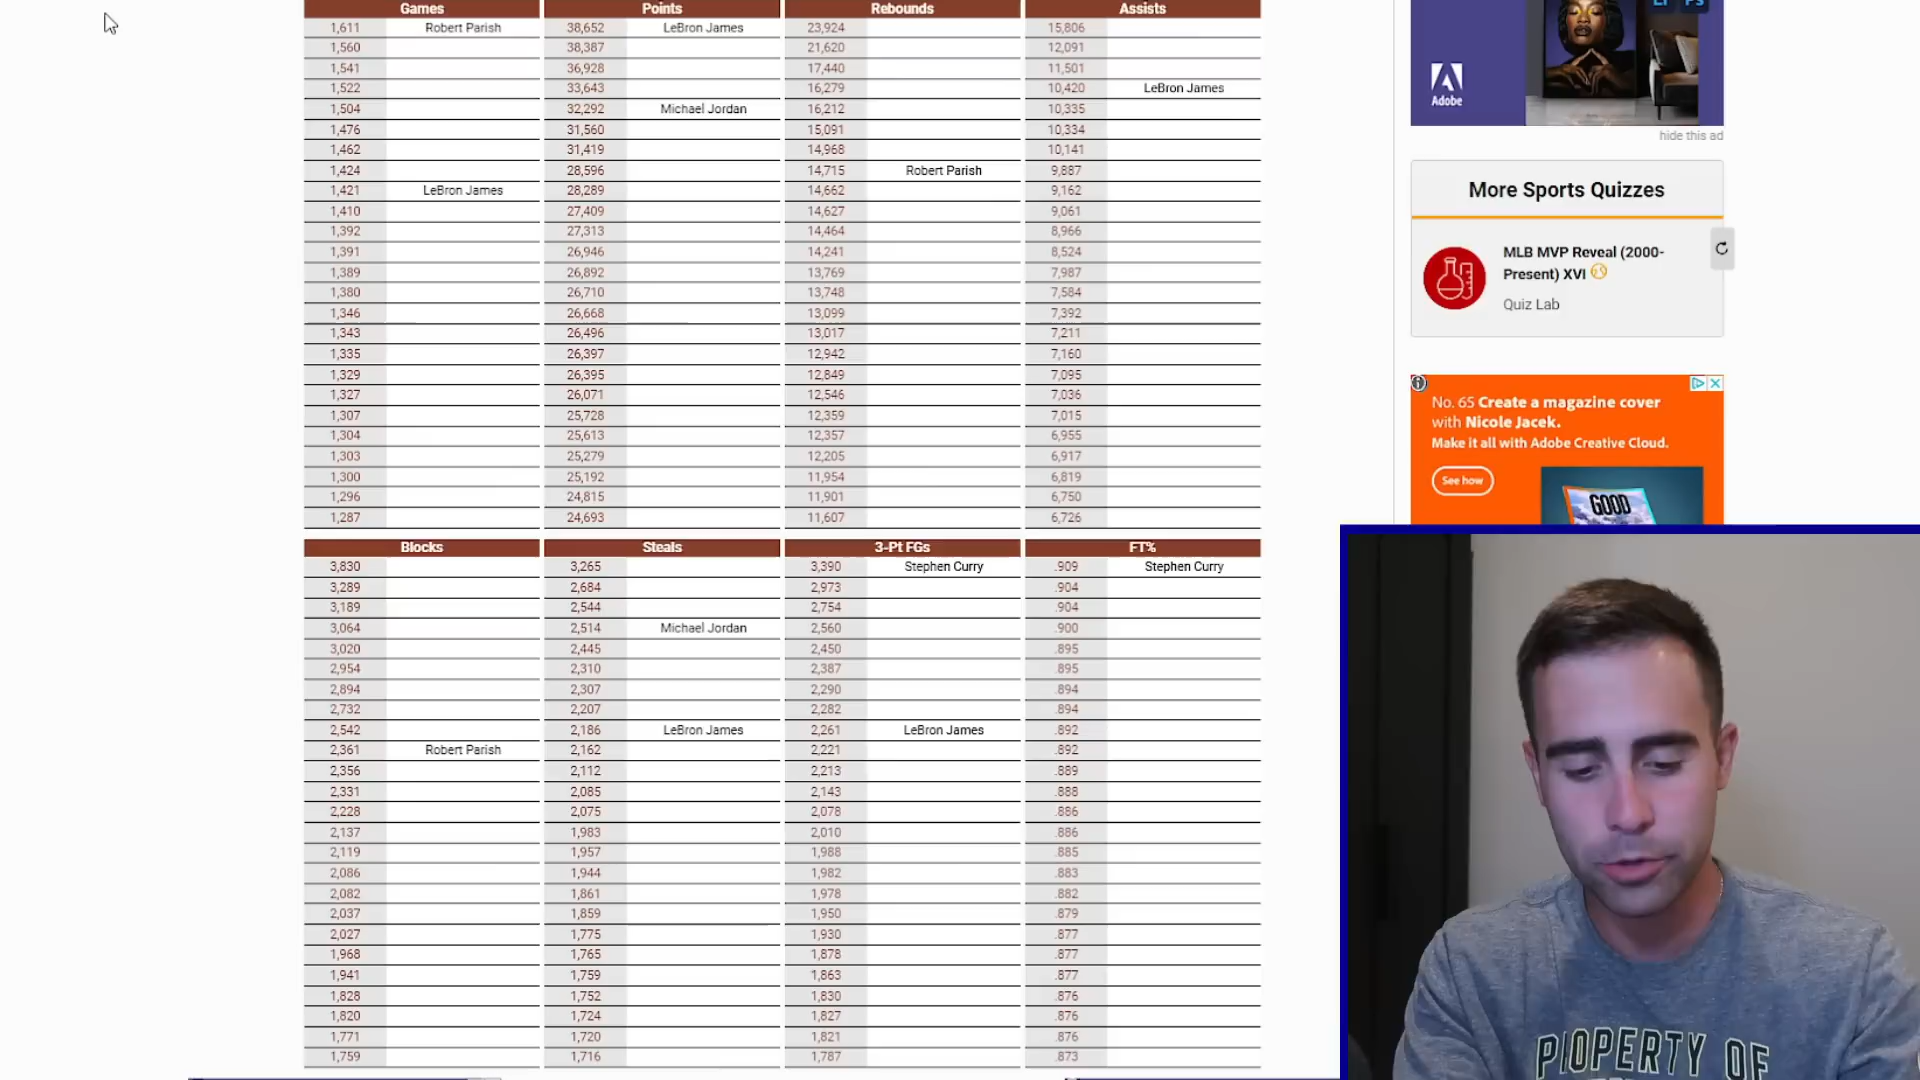 Games Points Rebounds Assists
1,611 Robert Parish 38,652 LeBron James 23,924 15,806
1,560 38,387 21,620 12,091
1,541 36,928 17,440 11,501
1,522 33,643 16,279 10,420 LeBron James
1,504 32,292 Michael Jordan 16,212 10,335
1,476 31,560 15,091 10,334
1,462 31,419 14,968 10,141
1,424 28,596 14,715 Robert Parish 9,887
1,421 LeBron James 28,289 14,662 9,162
1,410 27,409 14,627 9,061
1,392 27,313 14,464 8,966
1,391 26,946 14,241 8,524
1,389 26,892 13,769 7,987
1,380 26,710 13,748 7,584
1,346 26,668 13,099 7,392
1,343 26,496 13,017 7,211
1,335 26,397 12,942 7,160
1,329 26,395 12,849 7,095
1,327 26,071 12,546 7,036
1,307 25,728 12,359 7,015
1,304 25,613 12,357 6,955
1,303 25,279 12,205 6,917
1,300 25,192 11,954 6,819
1,296 24,815 11,901 6,750
1,287 24,693 11,607 6,726
Blocks Steals 3-Pt FGs FT%
3,830 3,265 3,390 Stephen Curry .909 Stephen Curry
3,289 2,684 2,973 .904
3,189 2,544 2,754 .904
3,064 2,514 Michael Jordan 2,560 .900
3,020 2,445 2,450 .895
2,954 2,310 2,387 .895
2,894 2,307 2,290 .894
2,732 2,207 2,282 .894
2,542 2,186 LeBron James 2,261 LeBron James .892
2,361 Robert Parish 2,162 2,221 .892
2,356 2,112 2,213 .889
2,331 2,085 2,143 .888
2,228 2,075 2,078 .886
2,137 1,983 2,010 .886
2,119 1,957 1,988 .885
2,086 1,944 1,982 .883
2,082 1,861 1,978 .882
2,037 1,859 1,950 .879
2,027 1,775 1,930 .877
1,968 1,765 1,878 .877
1,941 1,759 1,863 .877
1,828 1,752 1,830 .876
1,820 1,724 1,827 .876
1,771 1,720 1,821 .876
1,759 1,716 1,787 .873
Adobe
hide this ad
More Sports Quizzes
MLB MVP Reveal (2000-
Present) XVI
Quiz Lab
No. 65 Create a magazine cover
with Nicole Jacek.
Make it all with Adobe Creative Cloud.
See how
GOOD
PROPERTY OF